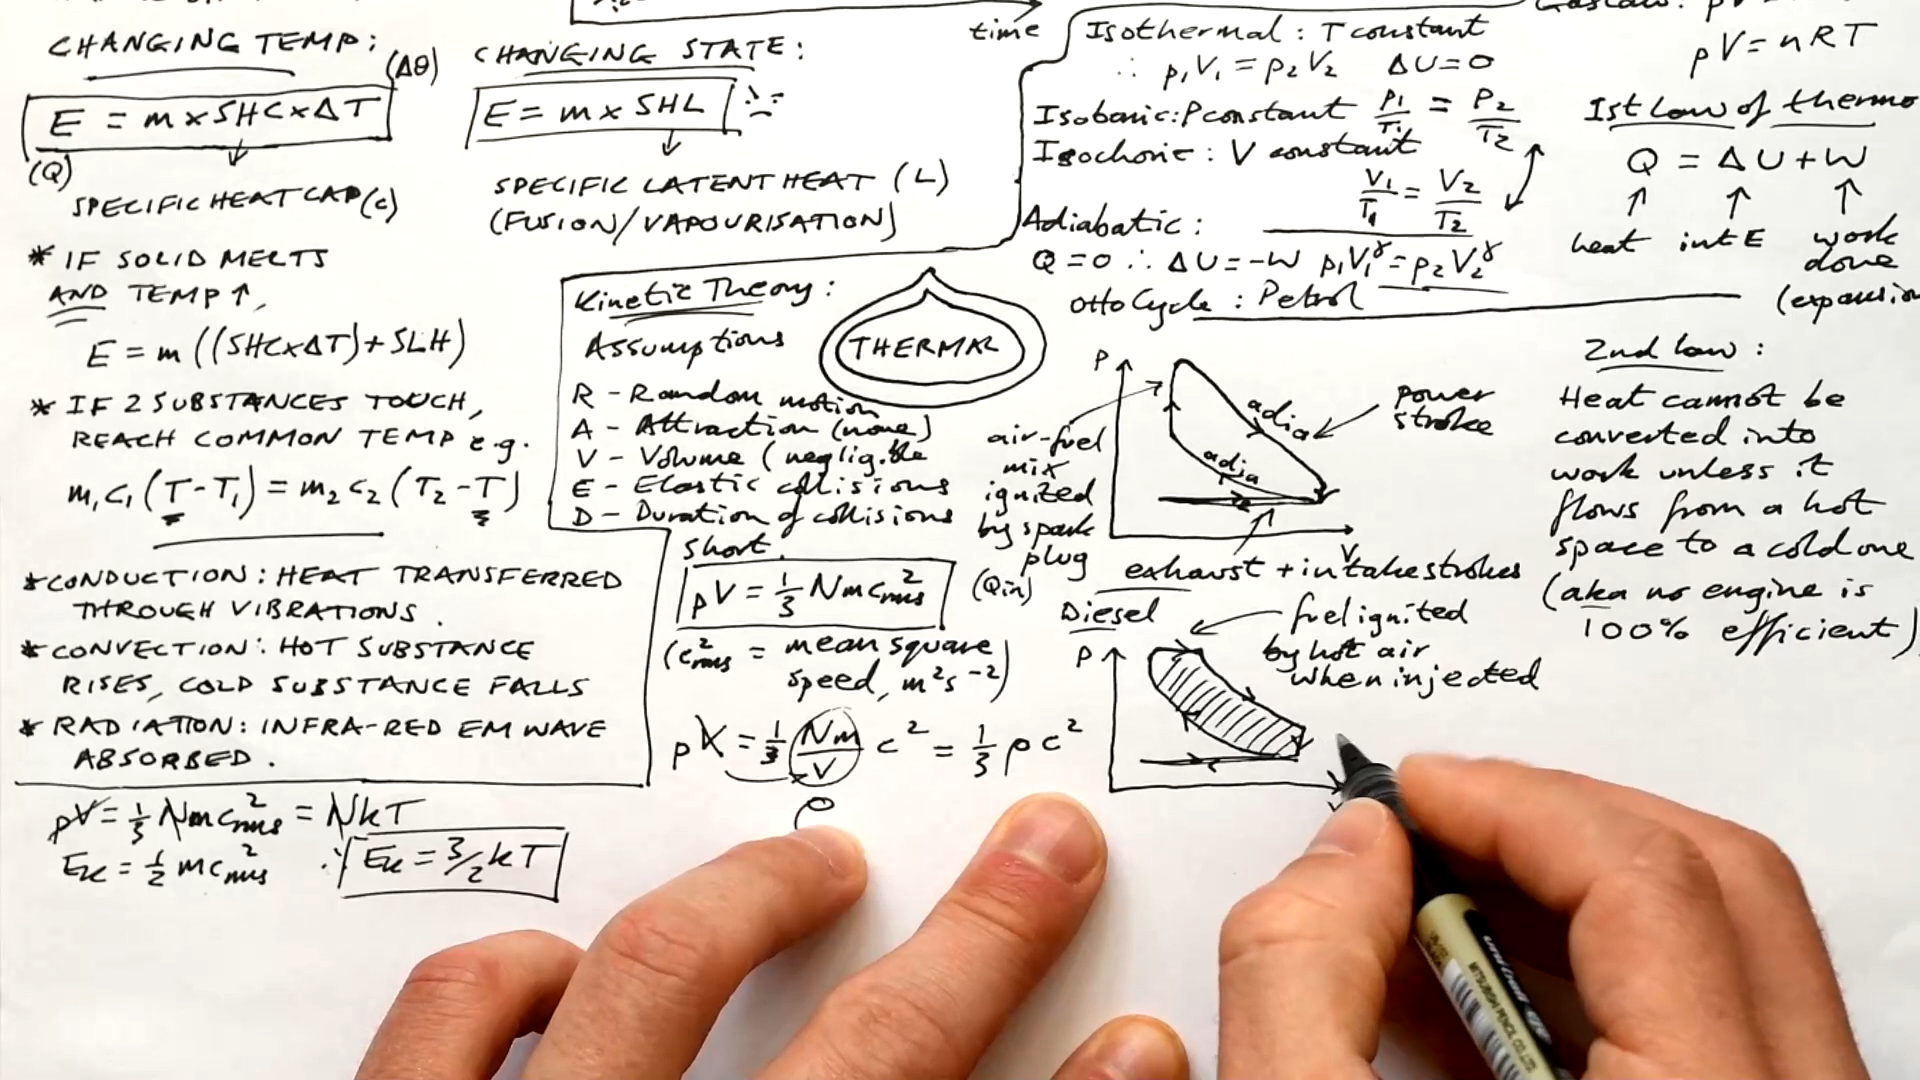 CHANGING TEMP:
(Δθ)
E = m x SHC x ΔT
(Q)
SPECIFIC HEAT CAP (c)
* IF SOLID MELTS
AND TEMP ↑,
E = m ((SHC x ΔT) + SLH)
* IF 2 SUBSTANCES TOUCH,
REACH COMMON TEMP e.g.
m₁c₁(T-T₁) = m₂c₂(T₂-T)
* CONDUCTION: HEAT TRANSFERRED
THROUGH VIBRATIONS.
* CONVECTION: HOT SUBSTANCE
RISES, COLD SUBSTANCE FALLS
* RADIATION: INFRA-RED EM WAVE
ABSORBED.
pV = 1/3 Nmc²rms = NkT
Ek = 1/2 mc²rms ∴ Ek = 3/2 kT
time
CHANGING STATE:
E = m x SHL
SPECIFIC LATENT HEAT (L)
(FUSION/VAPOURISATION)
Kinetic Theory:
Assumptions
R - Random motion
A - Attraction (none)
V - Volume (negligible
E - Elastic collisions
D - Duration of collisions
short.
pV = 1/3 Nmc²rms
(c²rms = mean square
speed, m²s⁻²)
pV = 1/3 Nm/V c² = 1/3 ρc²
ρ
THERMAL
Isothermal: T constant
∴ p₁V₁ = p₂V₂ ΔU=0
Isobaric: P constant P₁/T₁ = P₂/T₂
Isochoric: V constant
V₁/T₁ = V₂/T₂
Adiabatic:
Q=0 ∴ ΔU=-W p₁V₁ᵞ=p₂V₂ᵞ
Otto Cycle: Petrol
P
adia
adia
V
power
stroke
air-fuel
mix
ignited
by spark
plug
(Qin)
exhaust + intake strokes
Diesel
fuel ignited
by hot air
when injected
P
pV = nRT
1st Law of thermo
Q = ΔU + W
heat int E work
done
(expansion
2nd law:
Heat cannot be
converted into
work unless it
flows from a hot
space to a cold one
(aka no engine is
100% efficient)